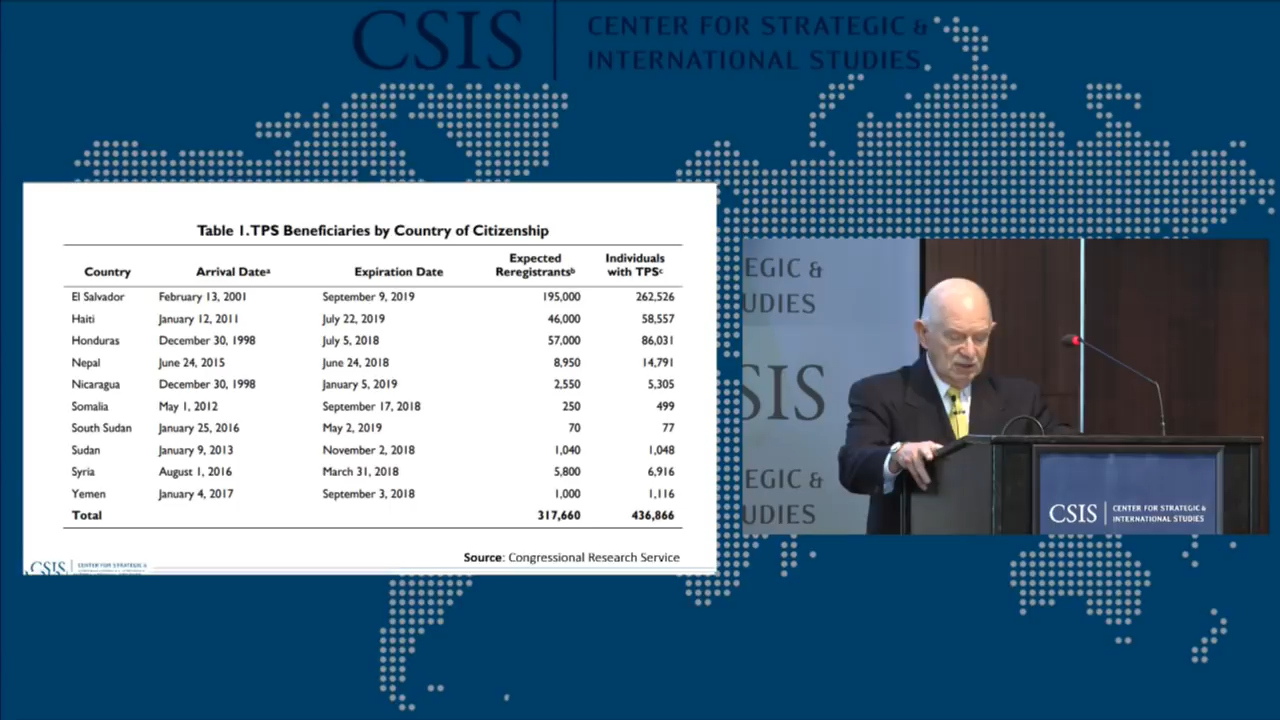 CSIS
CENTER FOR STRATEGIC &
INTERNATIONAL STUDIES
Table 1.TPS Beneficiaries by Country of Citizenship
Country Arrival Dateᵃ Expiration Date Expected Reregistrantsᵇ Individuals with TPSᶜ
El Salvador February 13, 2001 September 9, 2019 195,000 262,526
Haiti January 12, 2011 July 22, 2019 46,000 58,557
Honduras December 30, 1998 July 5, 2018 57,000 86,031
Nepal June 24, 2015 June 24, 2018 8,950 14,791
Nicaragua December 30, 1998 January 5, 2019 2,550 5,305
Somalia May 1, 2012 September 17, 2018 250 499
South Sudan January 25, 2016 May 2, 2019 70 77
Sudan January 9, 2013 November 2, 2018 1,040 1,048
Syria August 1, 2016 March 31, 2018 5,800 6,916
Yemen January 4, 2017 September 3, 2018 1,000 1,116
Total 317,660 436,866
Source: Congressional Research Service
CSIS
CENTER FOR STRATEGIC &
EGIC &
UDIES
SIS
EGIC &
UDIES
CSIS
CENTER FOR STRATEGIC &
INTERNATIONAL STUDIES